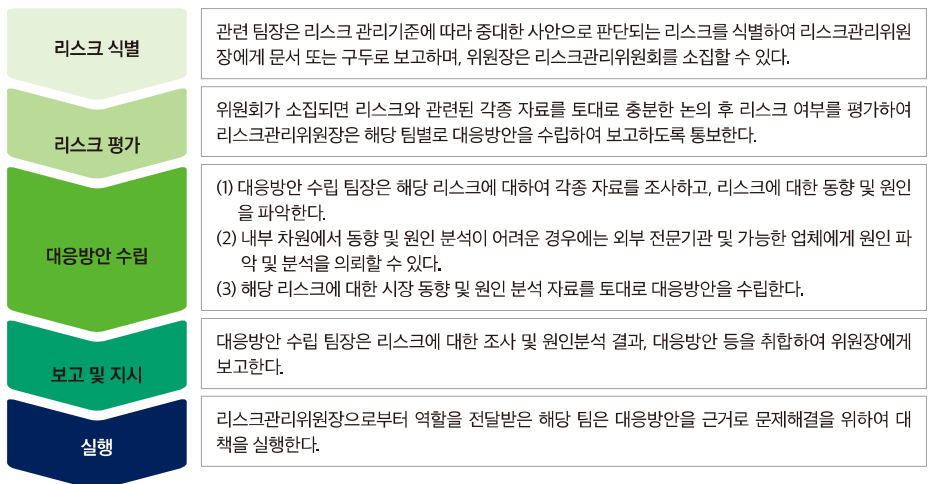 리스크 식별
관련 팀장은 리스크 관리기준에 따라 중대한 사안으로 판단되는 리스크를 식별하여 리스크관리위원
장에게 문서 또는 구두로 보고하며, 위원장은 리스크관리위원회를 소집할 수 있다.
리스크 평가
위원회가 소집되면 리스크와 관련된 각종 자료를 토대로 충분한 논의 후 리스크 여부를 평가하여
리스크관리위원장은 해당 팀별로 대응방안을 수립하여 보고하도록 통보한다.
대응방안 수립
(1) 대응방안 수립 팀장은 해당 리스크에 대하여 각종 자료를 조사하고, 리스크에 대한 동향 및 원인
을 파악한다.
(2) 내부 차원에서 동향 및 원인 분석이 어려운 경우에는 외부 전문기관 및 가능한 업체에게 원인 파
악 및 분석을 의뢰할 수 있다.
(3) 해당 리스크에 대한 시장 동향 및 원인 분석 자료를 토대로 대응방안을 수립한다.
보고 및 지시
대응방안 수립 팀장은 리스크에 대한 조사 및 원인분석 결과, 대응방안 등을 취합하여 위원장에게
보고한다.
실행
리스크관리위원장으로부터 역할을 전달받은 해당 팀은 대응방안을 근거로 문제해결을 위하여 대
책을 실행한다.